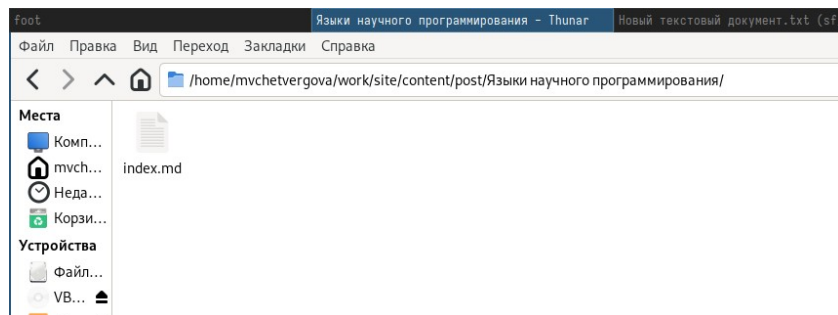 foot Языки научного программирования - Thunar Новый текстовый документ.txt (sf
Файл Правка Вид Переход Закладки Справка
/home/mvchetvergova/work/site/content/post/Языки научного программирования/
Места
Комп...
mvch...
Неда...
Корзи...
Устройства
Файл...
VB...
index.md